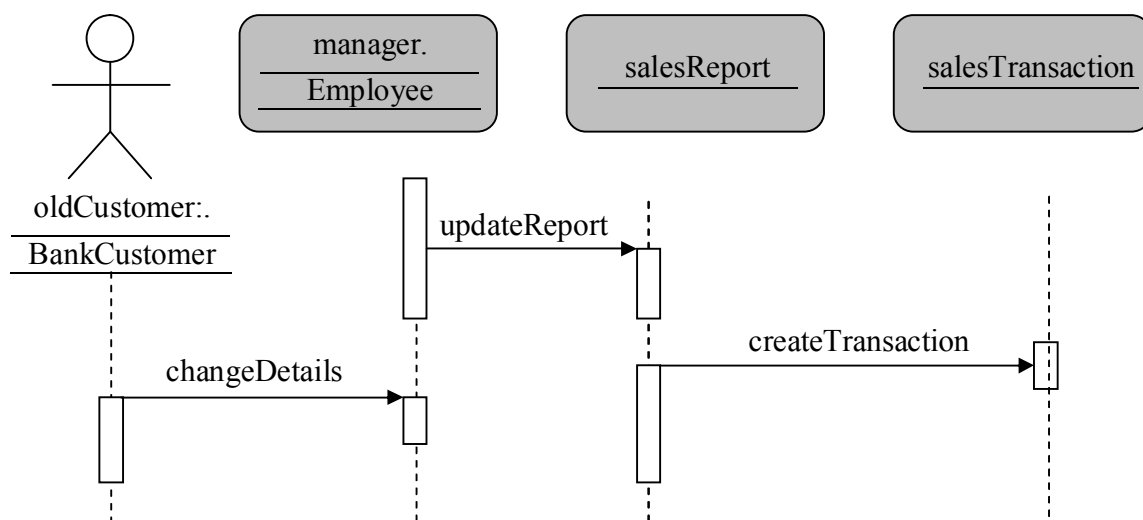 manager.
Employee
salesReport
salesTransaction
oldCustomer:.
BankCustomer
updateReport
createTransaction
changeDetails